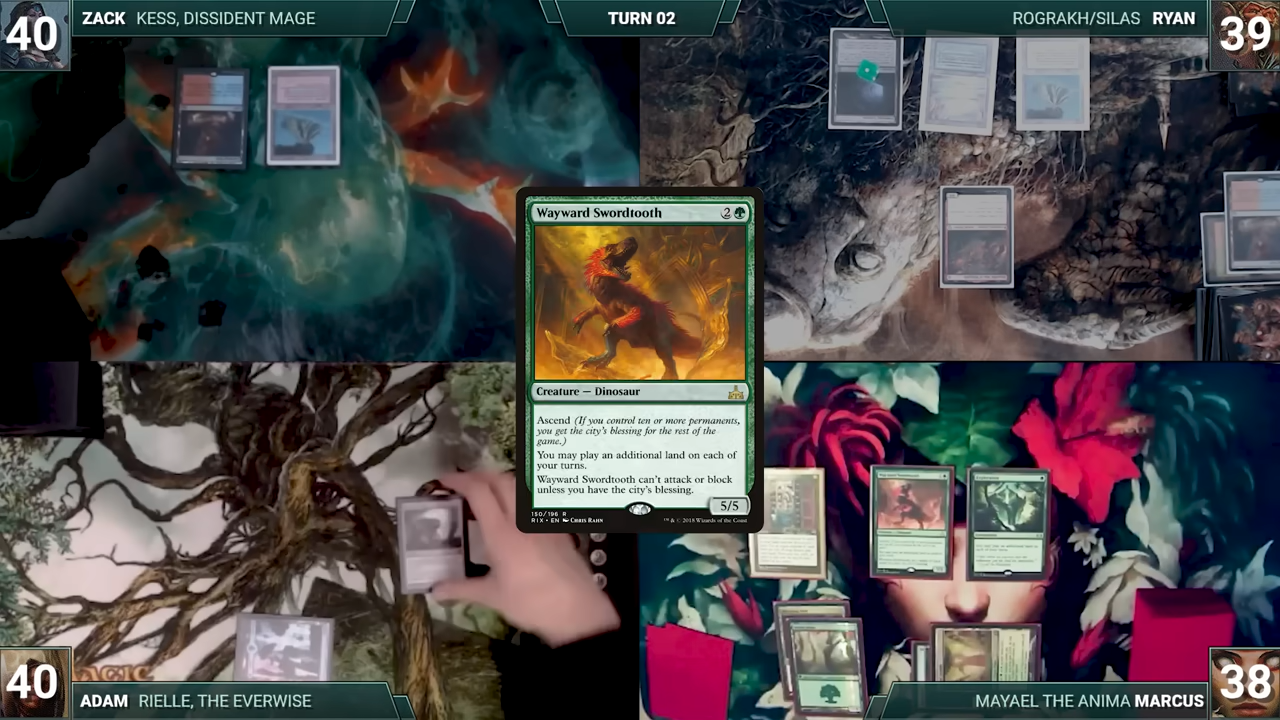 40
ZACK KESS, DISSIDENT MAGE
TURN 02
ROGRAKH/SILAS RYAN
39
Wayward Swordtooth 2
Creature — Dinosaur
Ascend (If you control ten or more permanents,
you get the city's blessing for the rest of the
game.)
You may play an additional land on each of
your turns.
Wayward Swordtooth can't attack or block
unless you have the city's blessing.
5/5
150/196 R
RIX • EN CHRIS RAHN
™ & © 2018 Wizards of the Coast
Wayward Swordtooth
Exploration
MAGIC
40
ADAM RIELLE, THE EVERWISE
MAYAEL THE ANIMA MARCUS
38